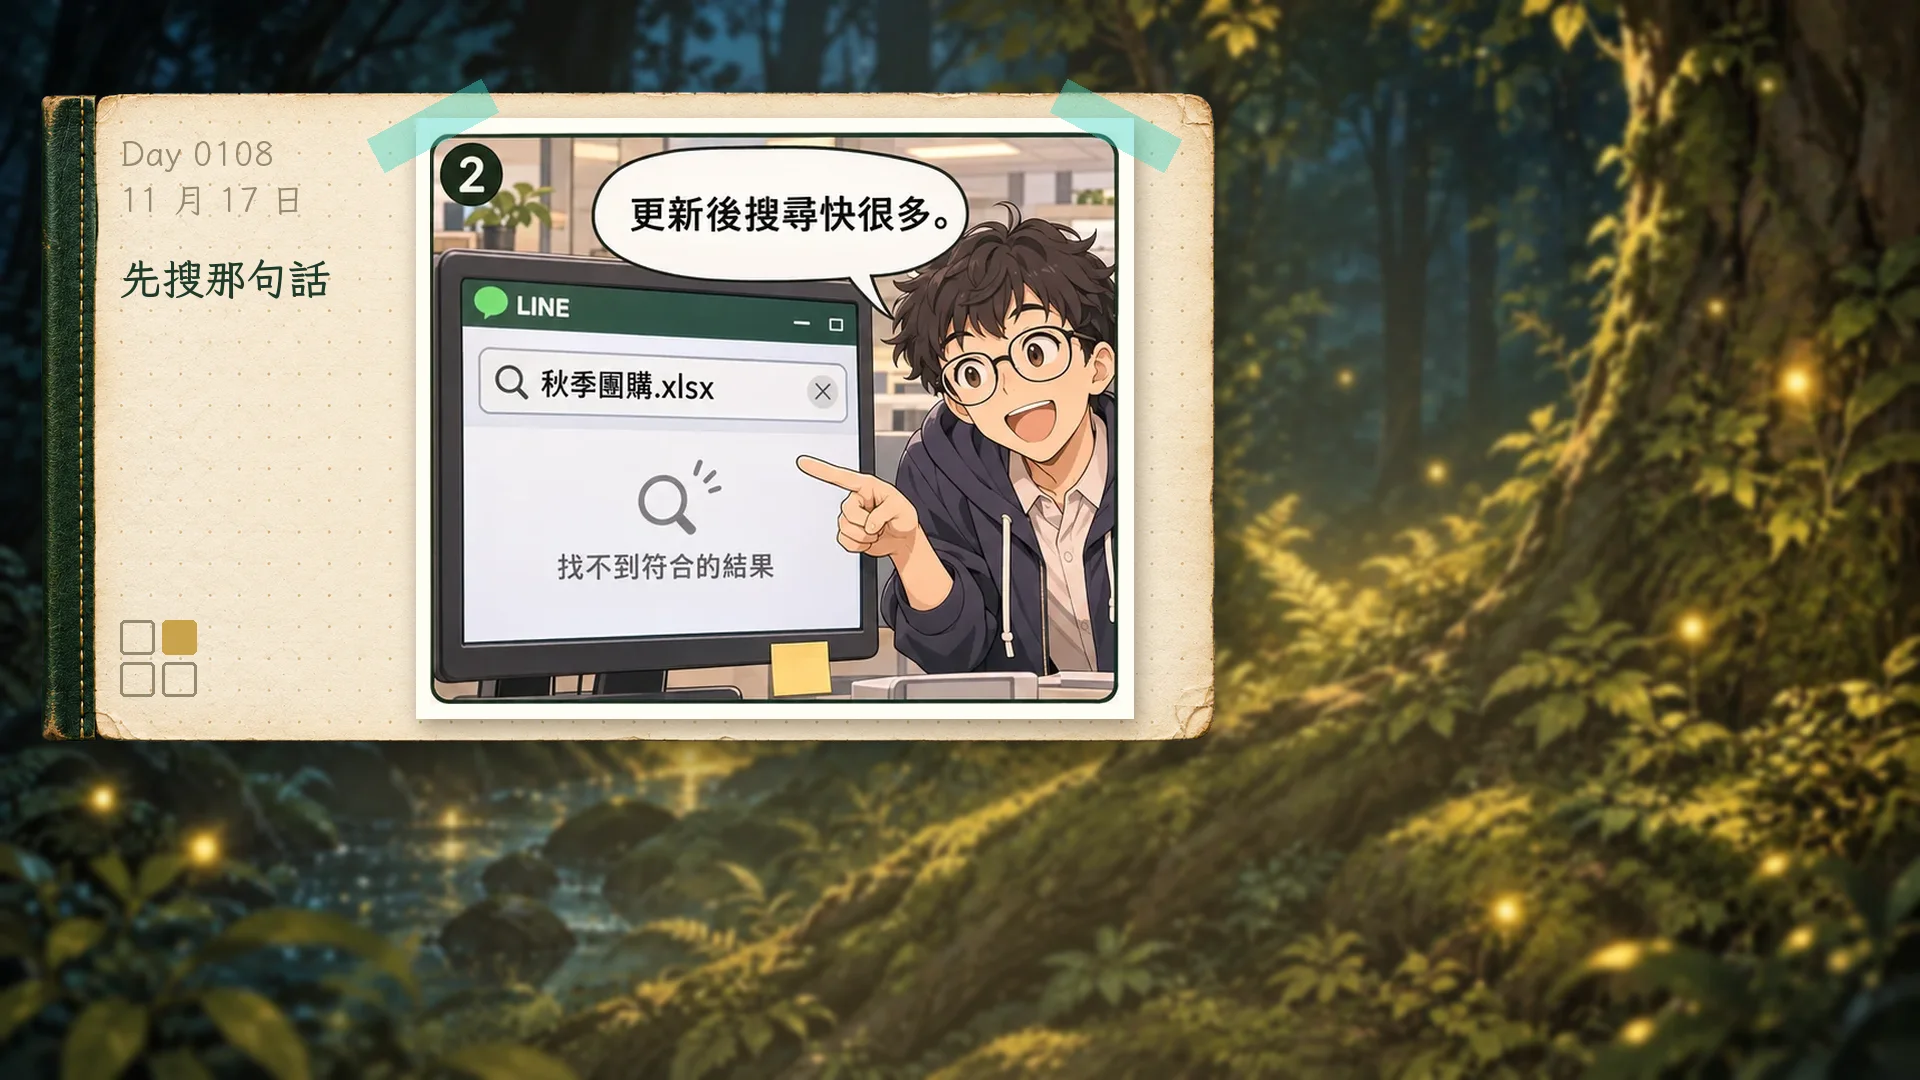 Day 0108
11 月 17 日
先搜那句話
2
更新後搜尋快很多。
LINE
秋季團購.xlsx
找不到符合的結果